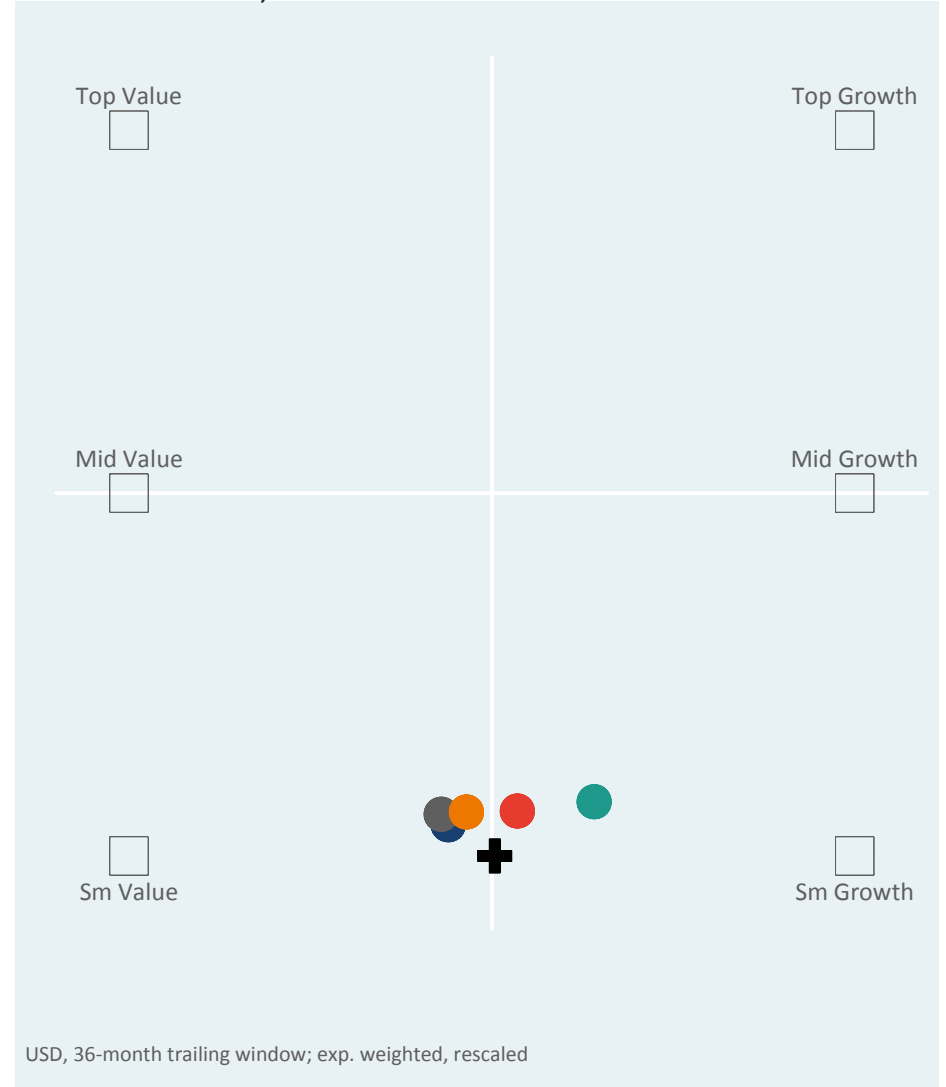 Top Value
Top Growth
Mid Value
Mid Growth
Sm Value
Sm Growth
USD, 36-month trailing window; exp. weighted, rescaled